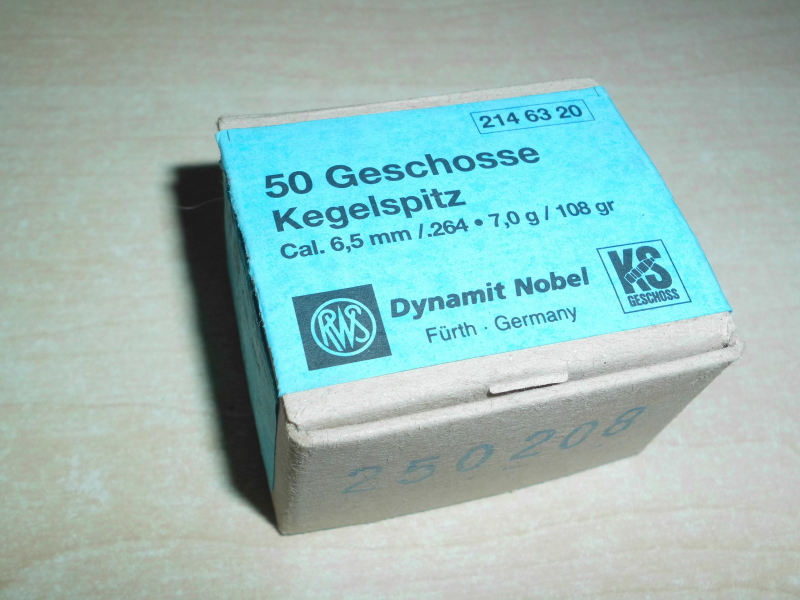 214 63 20
50 Geschosse
Kegelspitz
Cal. 6,5 mm /.264 • 7,0 g / 108 gr
RWS
Dynamit Nobel
Fürth · Germany
KS
GESCHOSS
250208